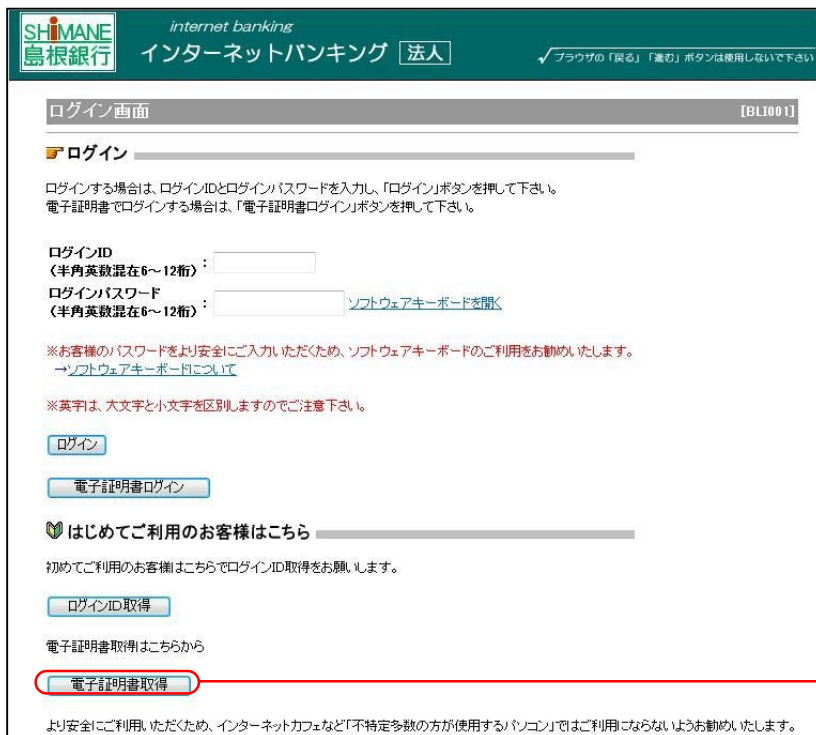 SHIMANE
島根銀行
internet banking
インターネットバンキング 法人
√ブラウザの「戻る」「進む」ボタンは使用しないで下さい
ログイン画面 [BLI001]
ログイン
ログインする場合は、ログインIDとログインパスワードを入力し、「ログイン」ボタンを押して下さい。
電子証明書でログインする場合は、「電子証明書ログイン」ボタンを押して下さい。
ログインID
(半角英数混在6～12桁) :
ログインパスワード
(半角英数混在6～12桁) : ソフトウェアキーボードを開く
※お客様のパスワードをより安全にご入力いただくため、ソフトウェアキーボードのご利用をお勧めいたします。
→ソフトウェアキーボードについて
※英字は、大文字と小文字を区別しますのでご注意下さい。
ログイン
電子証明書ログイン
はじめてご利用のお客様はこちら
初めてご利用のお客様はこちらでログインID取得をお願いします。
ログインID取得
電子証明書取得はこちらから
電子証明書取得
より安全にご利用いただくため、インターネットカフェなど「不特定多数の方が使用するパソコン」ではご利用にならないようお勧めいたします。